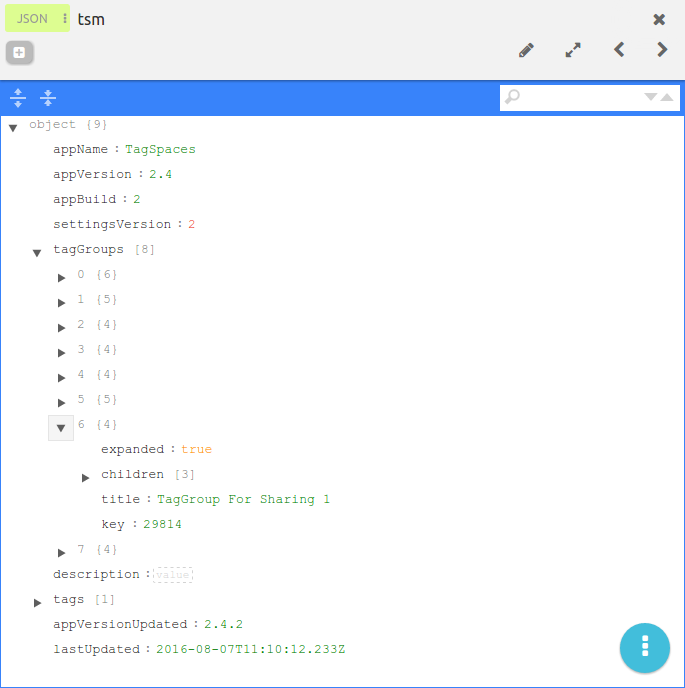 JSON tsm
object {9}
appName : TagSpaces
appVersion : 2.4
appBuild : 2
settingsVersion : 2
tagGroups [8]
0 {6}
1 {5}
2 {4}
3 {4}
4 {4}
5 {5}
6 {4}
expanded : true
children [3]
title : TagGroup For Sharing 1
key : 29814
7 {4}
description : value
tags [1]
appVersionUpdated : 2.4.2
lastUpdated : 2016-08-07T11:10:12.233Z